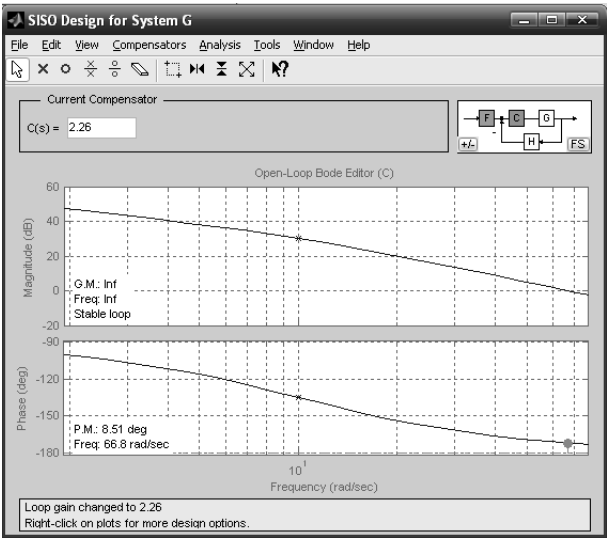 SISO Design for System G
File Edit View Compensators Analysis Tools Window Help
Current Compensator
C(s) = 2.26
F C G
H
+/- FS
Open-Loop Bode Editor (C)
60
40
20
0
-20
Magnitude (dB)
G.M.: Inf
Freq: Inf
Stable loop
-90
-120
-150
-180
Phase (deg)
P.M.: 8.51 deg
Freq: 66.8 rad/sec
10^1
Frequency (rad/sec)
Loop gain changed to 2.26
Right-click on plots for more design options.